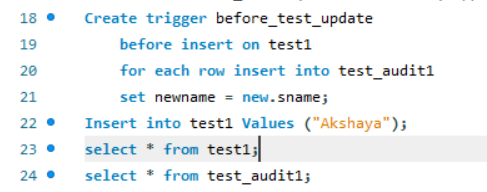 18 Create trigger before_test_update
19 before insert on test1
20 for each row insert into test_audit1
21 set newname = new.sname;
22 Insert into test1 Values ("Akshaya");
23 select * from test1;
24 select * from test_audit1;